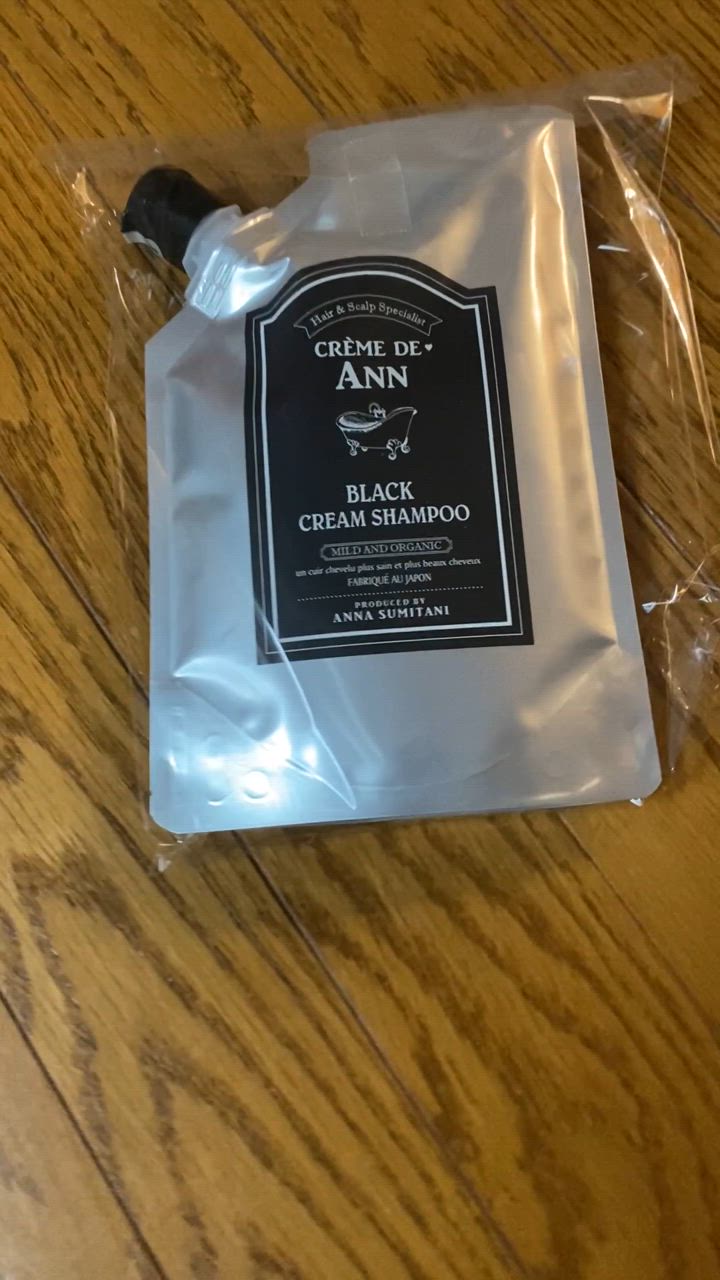 Hair & Scalp Specialist
CRÈME DE♥
ANN
BLACK
CREAM SHAMPOO
MILD AND ORGANIC
un cuir chevelu plus sain et plus beaux cheveux
FABRIQUÉ AU JAPON
PRODUCED BY
ANNA SUMITANI